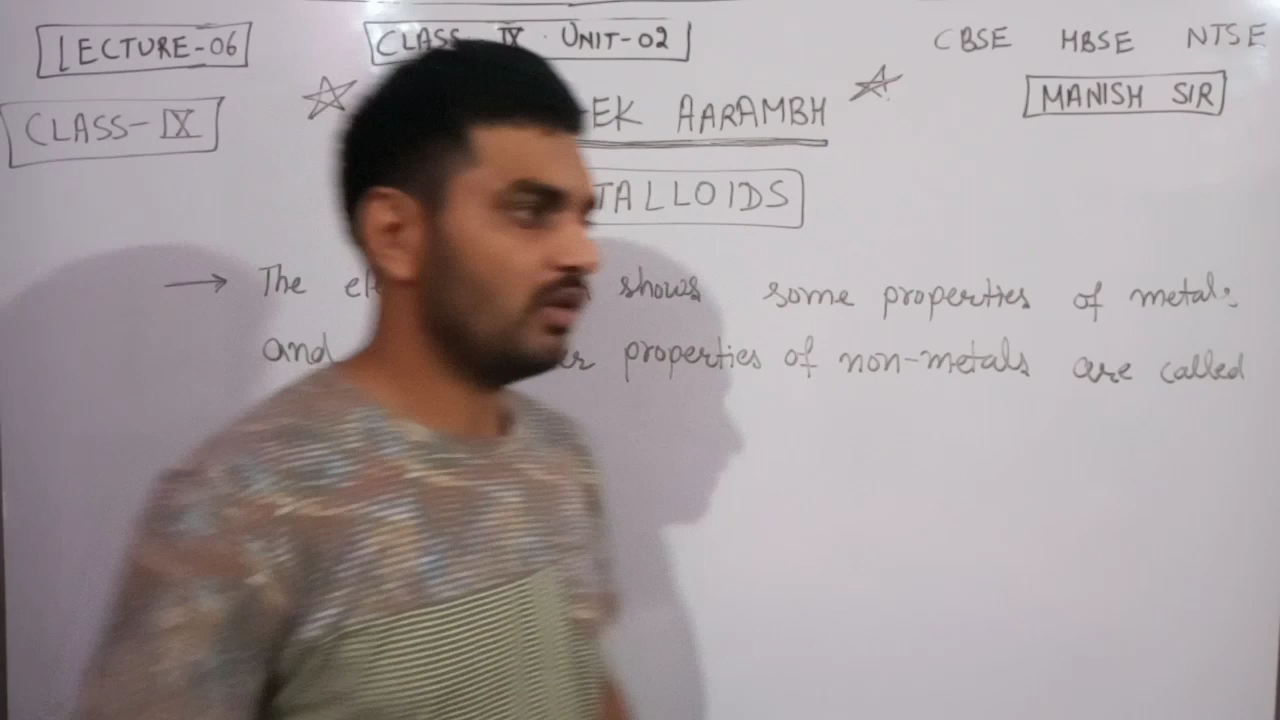 LECTURE-06
CLASS IX UNIT-02
CBSE HBSE NTSE
CLASS-IX
EK AARAMBH
MANISH SIR
TALLOIDS
→ The shows some properties of metals
and properties of non-metals are called